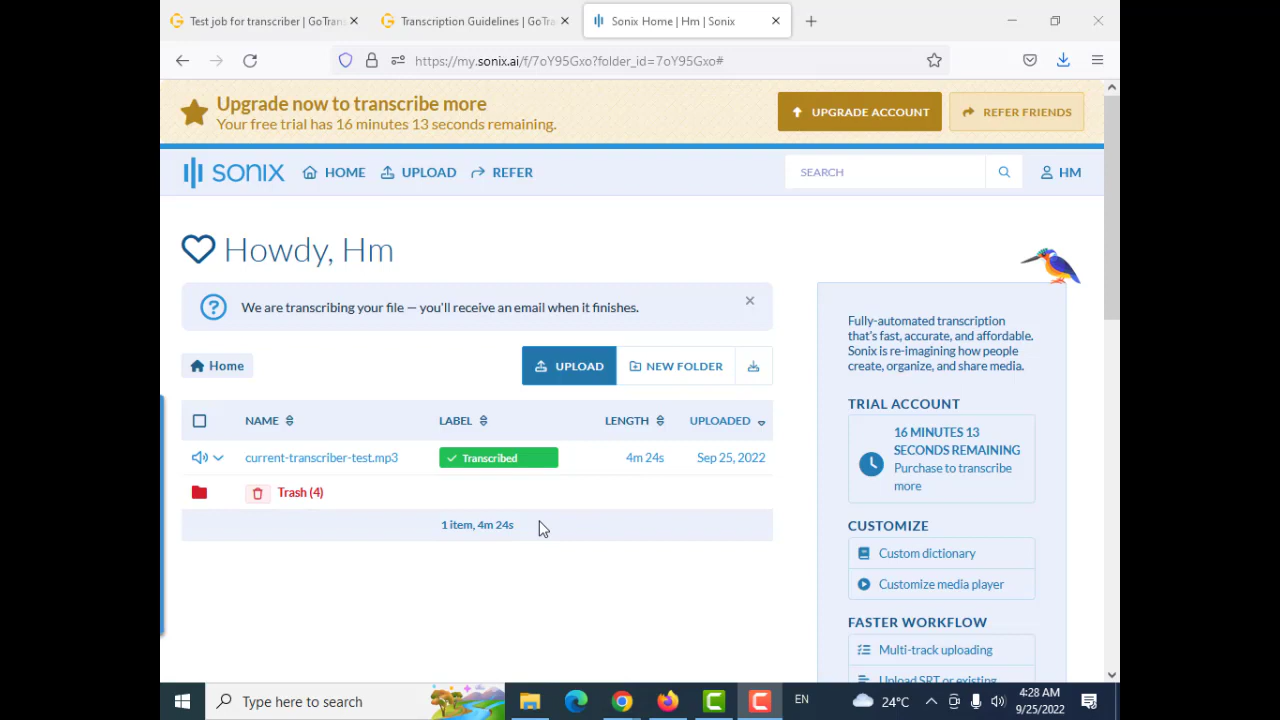 Test job for transcriber | GoTran
Transcription Guidelines | GoTra
Sonix Home | Hm | Sonix
https://my.sonix.ai/f/7oY95Gxo?folder_id=7oY95Gxo#
Upgrade now to transcribe more
Your free trial has 16 minutes 13 seconds remaining.
UPGRADE ACCOUNT
REFER FRIENDS
sonix
HOME
UPLOAD
REFER
SEARCH
HM
Howdy, Hm
We are transcribing your file — you'll receive an email when it finishes.
Home
UPLOAD
NEW FOLDER
NAME
LABEL
LENGTH
UPLOADED
current-transcriber-test.mp3
Transcribed
4m 24s
Sep 25, 2022
Trash (4)
1 item, 4m 24s
Fully-automated transcription
that's fast, accurate, and affordable.
Sonix is re-imagining how people
create, organize, and share media.
TRIAL ACCOUNT
16 MINUTES 13
SECONDS REMAINING
Purchase to transcribe
more
CUSTOMIZE
Custom dictionary
Customize media player
FASTER WORKFLOW
Multi-track uploading
Upload SRT or existing
Type here to search
EN
24°C
4:28 AM
9/25/2022